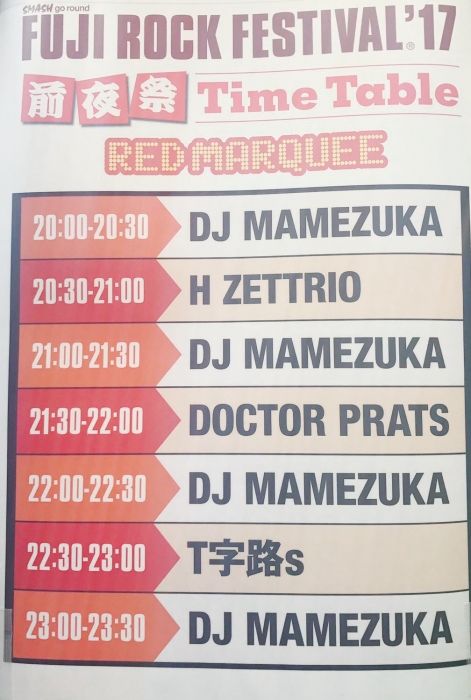 SMASH go round
FUJI ROCK FESTIVAL'17
®
前夜祭 Time Table
RED MARQUEE
20:00-20:30 DJ MAMEZUKA
20:30-21:00 H ZETTRIO
21:00-21:30 DJ MAMEZUKA
21:30-22:00 DOCTOR PRATS
22:00-22:30 DJ MAMEZUKA
22:30-23:00 T字路s
23:00-23:30 DJ MAMEZUKA